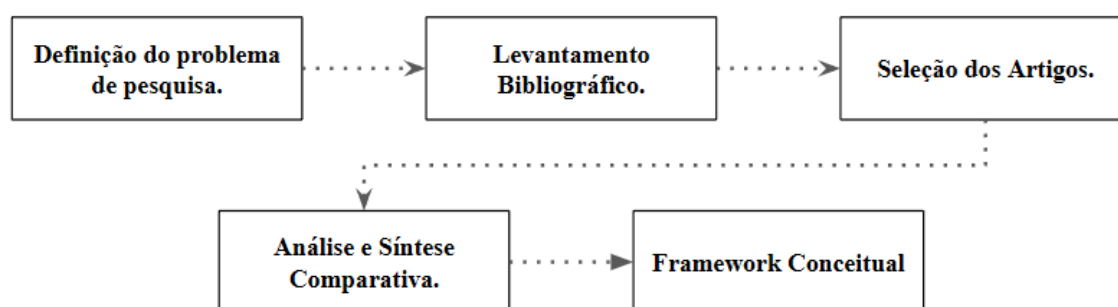 Definição do problema
de pesquisa.
Levantamento
Bibliográfico.
Seleção dos Artigos.
Análise e Síntese
Comparativa.
Framework Conceitual